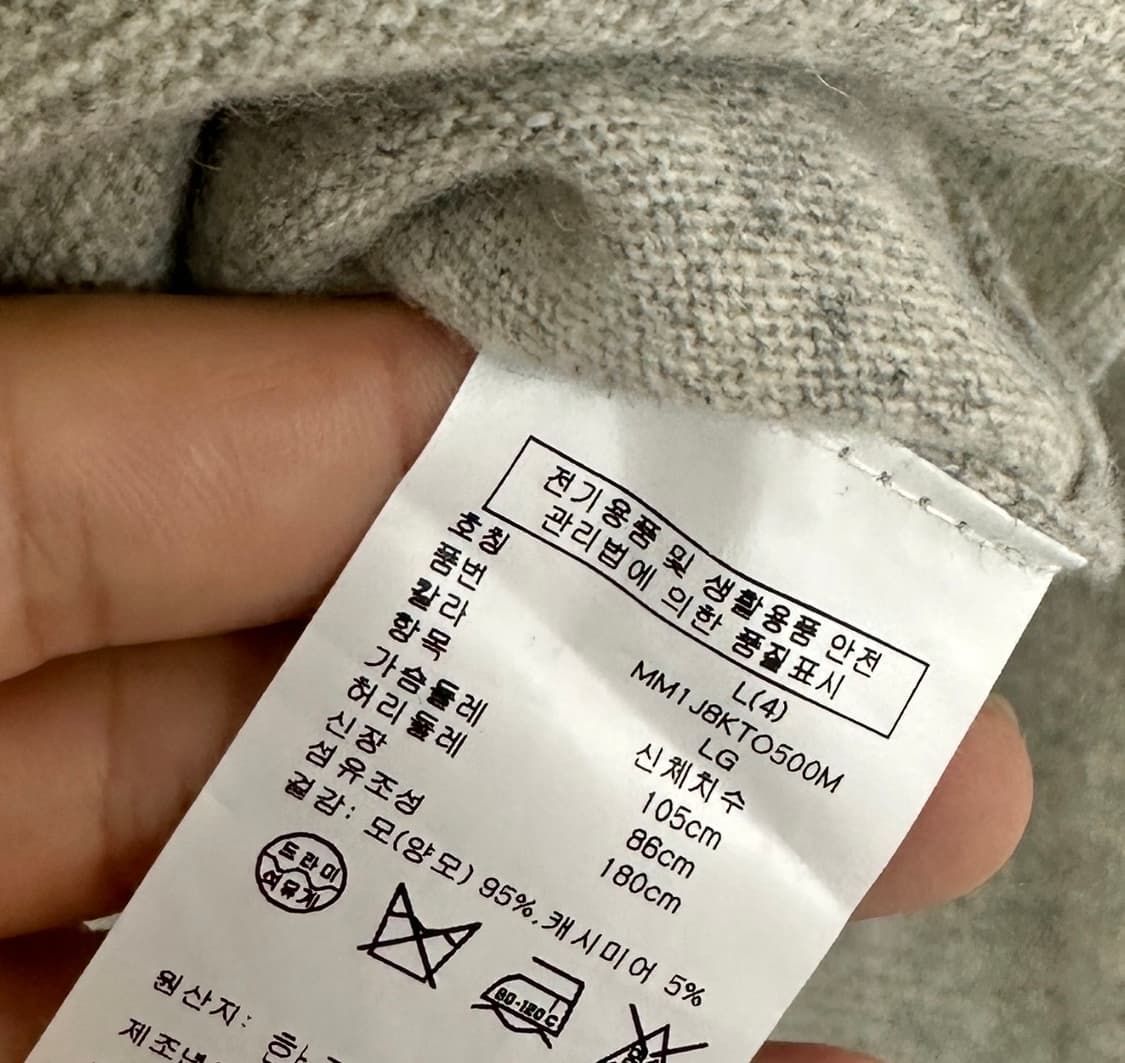 전기용품 및 생활용품 안전
관리법에 의한 품질표시
호칭 L(4)
품번 MM1J8KTO500M
칼라 LG
항목 신체치수
가슴둘레 105cm
허리둘레 86cm
신장 180cm
섬유조성
겉감: 모(양모) 95%, 캐시미어 5%
드라이
석유계
80-120℃
원산지: